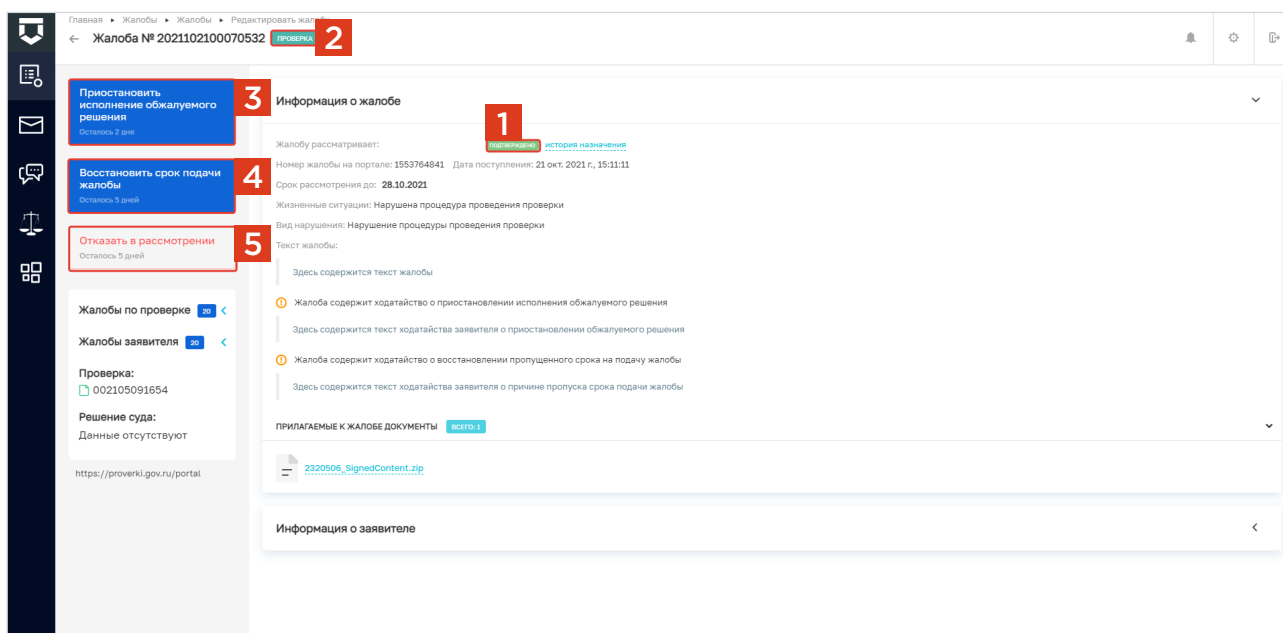 Главная ▸ Жалобы ▸ Жалобы ▸ Редактировать жалобу
← Жалоба № 2021102100070532 ПРОВЕРКА 2
Приостановить
исполнение обжалуемого
решения
Осталось 2 дня
3
Восстановить срок подачи
жалобы
Осталось 5 дней
4
Отказать в рассмотрении
Осталось 5 дней
5
Жалобы по проверке 20
Жалобы заявителя 20
Проверка:
002105091654
Решение суда:
Данные отсутствуют
https://proverki.gov.ru/portal
Информация о жалобе
1
Жалобу рассматривает: ПОДТВЕРЖДЕНО история назначения
Номер жалобы на портале: 1553764841 Дата поступления: 21 окт. 2021 г., 15:11:11
Срок рассмотрения до: 28.10.2021
Жизненные ситуации: Нарушена процедура проведения проверки
Вид нарушения: Нарушение процедуры проведения проверки
Текст жалобы:
Здесь содержится текст жалобы
Жалоба содержит ходатайство о приостановлении исполнения обжалуемого решения
Здесь содержится текст ходатайства заявителя о приостановлении обжалуемого решения
Жалоба содержит ходатайство о восстановлении пропущенного срока на подачу жалобы
Здесь содержится текст ходатайства заявителя о причине пропуска срока подачи жалобы
ПРИЛАГАЕМЫЕ К ЖАЛОБЕ ДОКУМЕНТЫ ВСЕГО: 1
2320506_SignedContent.zip
Информация о заявителе